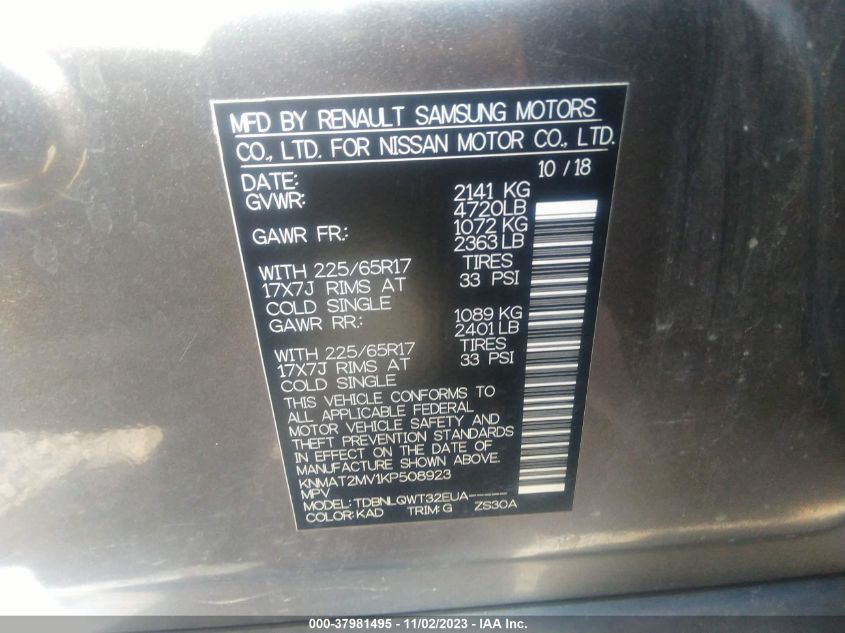 MFD BY RENAULT SAMSUNG MOTORS
CO., LTD. FOR NISSAN MOTOR CO., LTD.
DATE: 10 / 18
GVWR: 2141 KG
4720LB
GAWR FR.: 1072 KG
2363 LB
WITH 225/65R17 TIRES
17X7J RIMS AT 33 PSI
COLD SINGLE
GAWR RR.: 1089 KG
2401 LB
WITH 225/65R17 TIRES
17X7J RIMS AT 33 PSI
COLD SINGLE
THIS VEHICLE CONFORMS TO
ALL APPLICABLE FEDERAL
MOTOR VEHICLE SAFETY AND
THEFT PREVENTION STANDARDS
IN EFFECT ON THE DATE OF
MANUFACTURE SHOWN ABOVE.
KNMAT2MV1KP508923
MPV
MODEL: TDBNLQWT32EUA------
COLOR: KAD TRIM: G ZS30A
000-37981495 - 11/02/2023 - IAA Inc.